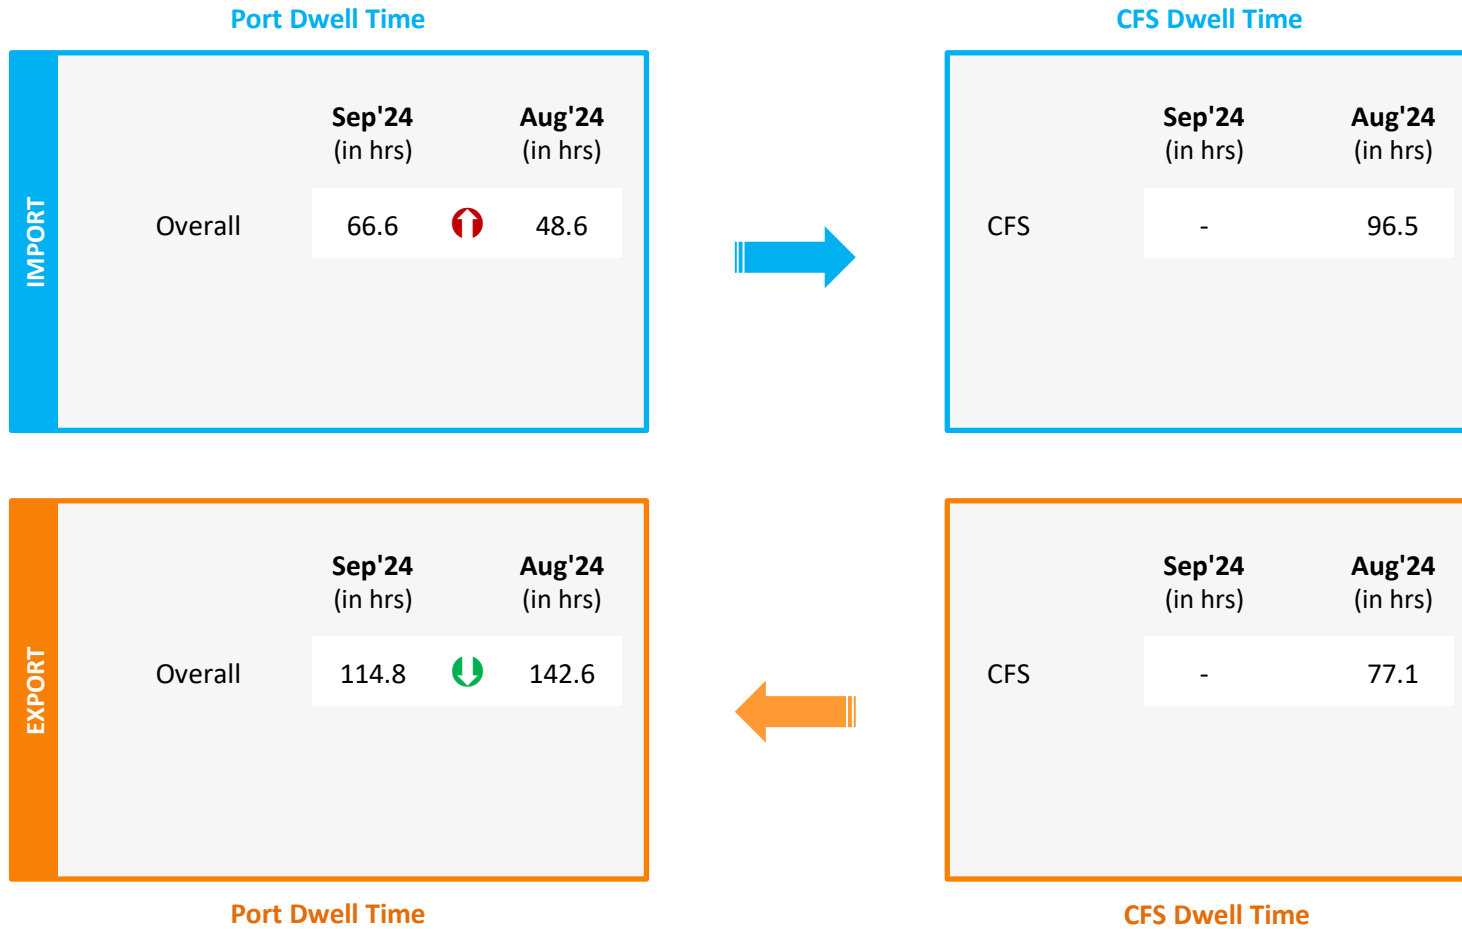 Port Dwell Time
CFS Dwell Time
IMPORT
Sep'24 Aug'24
(in hrs) (in hrs)
Overall 66.6 48.6
Sep'24 Aug'24
(in hrs) (in hrs)
CFS - 96.5
EXPORT
Sep'24 Aug'24
(in hrs) (in hrs)
Overall 114.8 142.6
Sep'24 Aug'24
(in hrs) (in hrs)
CFS - 77.1
Port Dwell Time
CFS Dwell Time